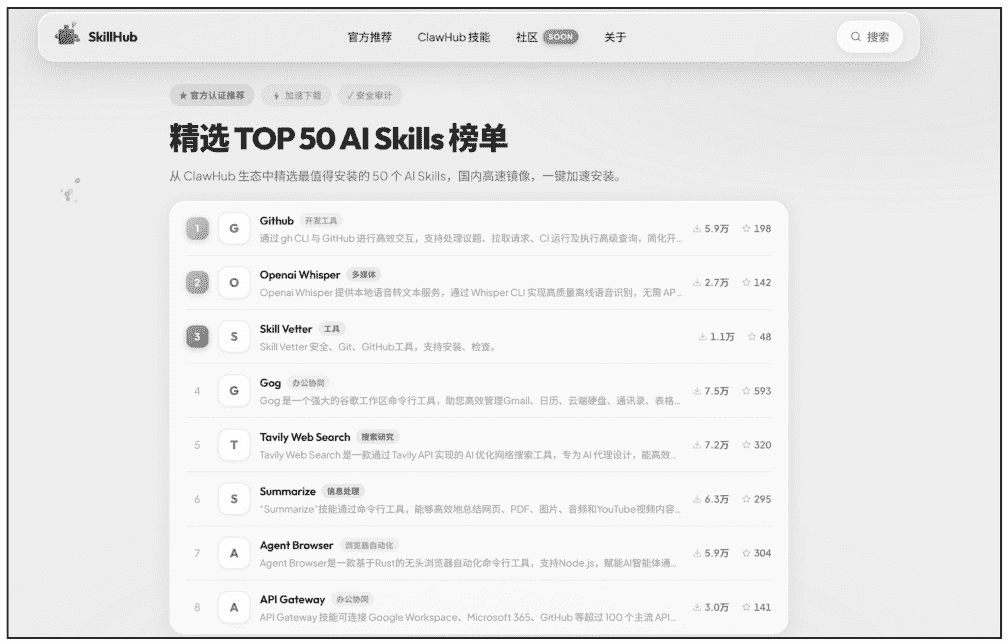 SkillHub
官方推荐 ClawHub 技能 社区 SOON 关于
搜索
★ 官方认证推荐 加速下载 ✓ 安全审计
精选 TOP 50 AI Skills 榜单
从 ClawHub 生态中精选最值得安装的 50 个 AI Skills，国内高速镜像，一键加速安装。
1 G Github 开发工具
通过 gh CLI 与 GitHub 进行高效交互，支持处理议题、拉取请求、CI 运行及执行高级查询，简化开...
5.9万 198
2 O Openai Whisper 多媒体
Openai Whisper 提供本地语音转文本服务，通过 Whisper CLI 实现高质量离线语音识别，无需 AP...
2.7万 142
3 S Skill Vetter 工具
Skill Vetter 安全、Git、GitHub工具，支持安装、检查。
1.1万 48
4 G Gog 办公协同
Gog 是一个强大的谷歌工作区命令行工具，助您高效管理Gmail、日历、云端硬盘、通讯录、表格...
7.5万 593
5 T Tavily Web Search 搜索研究
Tavily Web Search 是一款通过 Tavily API 实现的 AI 优化网络搜索工具，专为 AI 代理设计，能高效...
7.2万 320
6 S Summarize 信息处理
“Summarize”技能通过命令行工具，能够高效地总结网页、PDF、图片、音频和YouTube视频内容...
6.3万 295
7 A Agent Browser 浏览器自动化
Agent Browser是一款基于Rust的无头浏览器自动化命令行工具，支持Node.js，赋能AI智能体通...
5.9万 304
8 A API Gateway 办公协同
API Gateway 技能可连接 Google Workspace、Microsoft 365、GitHub 等超过 100 个主流 API...
3.0万 141